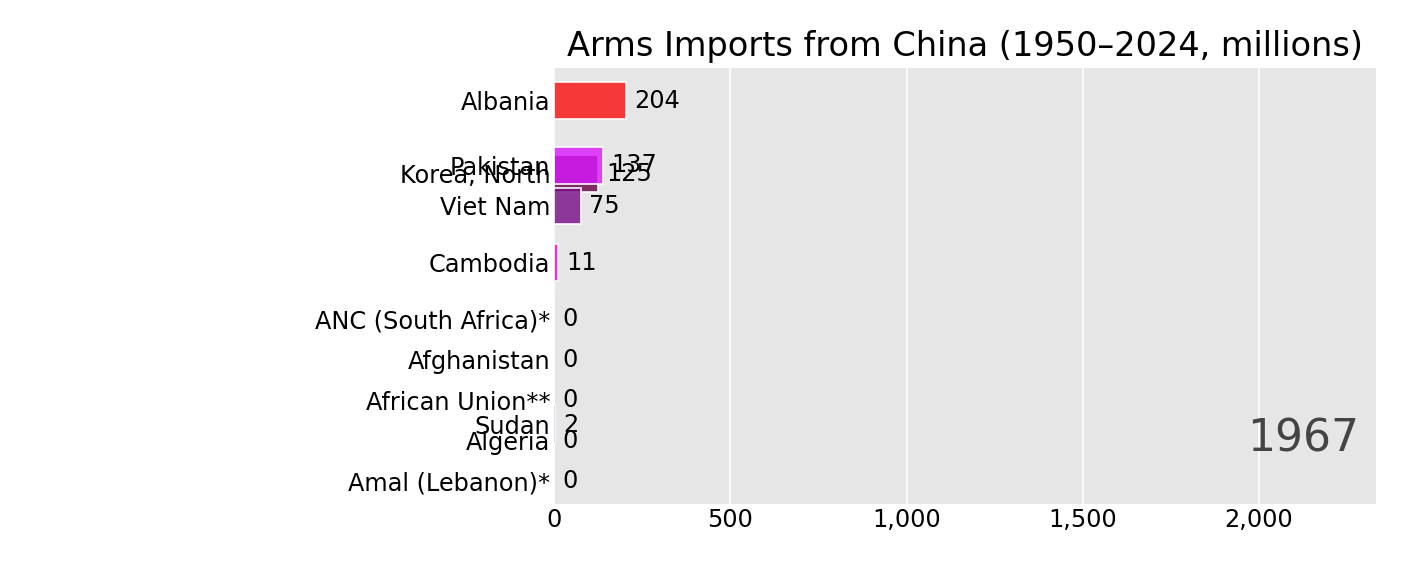 Arms Imports from China (1950–2024, millions)
Albania 204
Pakistan 137
Korea, North 125
Viet Nam 75
Cambodia 11
ANC (South Africa)* 0
Afghanistan 0
African Union** 0
Sudan 2
Algeria 0
1967
Amal (Lebanon)* 0
0 500 1,000 1,500 2,000